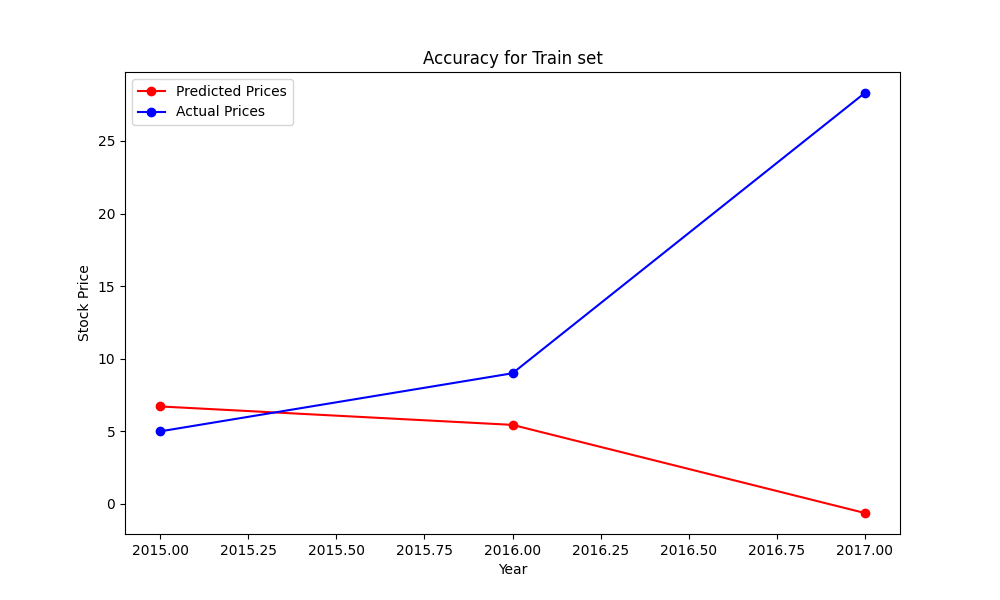 Accuracy for Train set
Predicted Prices
Actual Prices
Stock Price
25
20
15
10
5
0
2015.00 2015.25 2015.50 2015.75 2016.00 2016.25 2016.50 2016.75 2017.00
Year